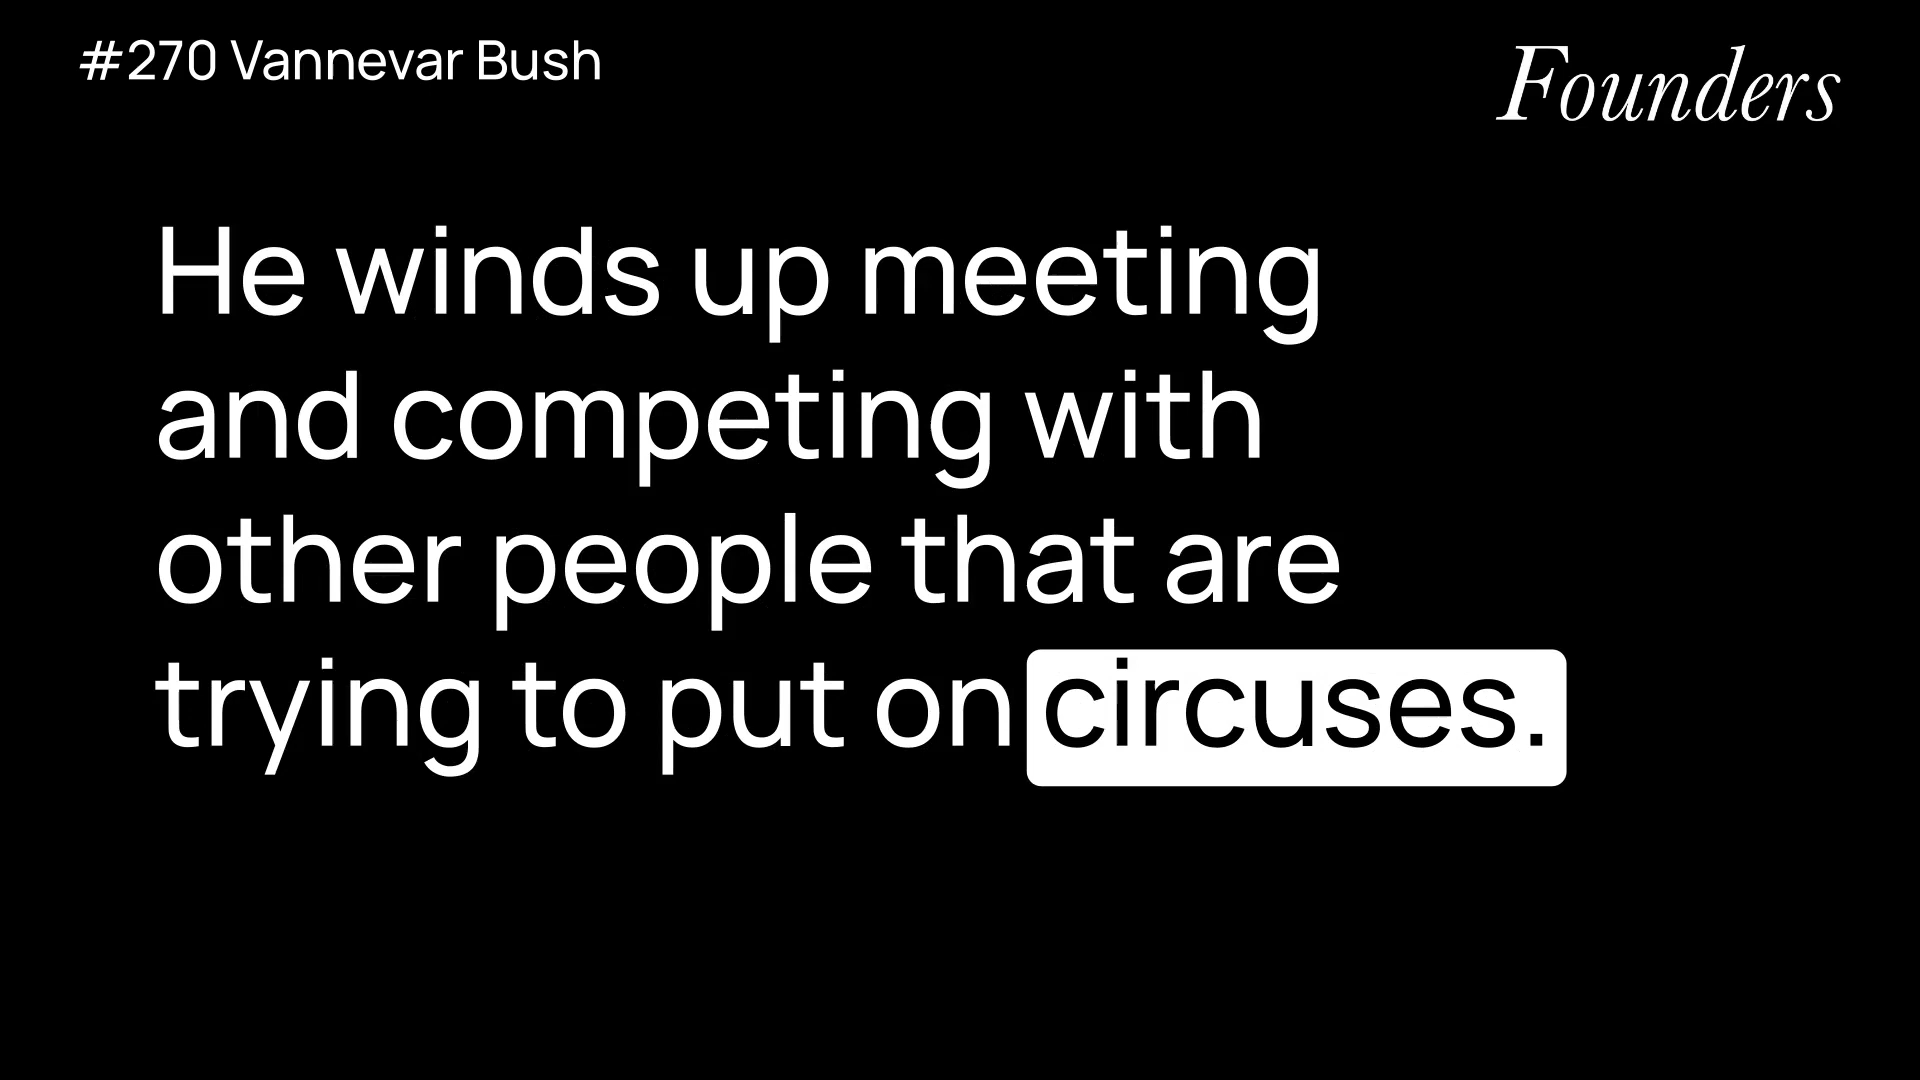 #270 Vannevar Bush
Founders
He winds up meeting
and competing with
other people that are
trying to put on circuses.